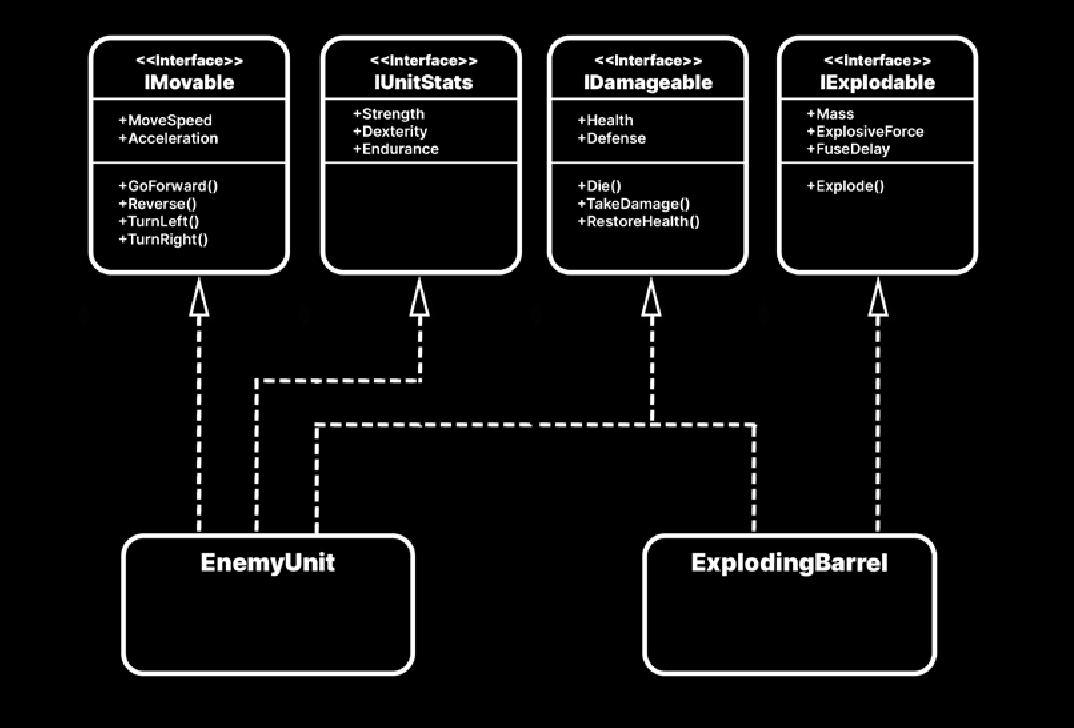 <<Interface>>
IMovable
+MoveSpeed
+Acceleration
+GoForward()
+Reverse()
+TurnLeft()
+TurnRight()
<<Interface>>
IUnitStats
+Strength
+Dexterity
+Endurance
<<Interface>>
IDamageable
+Health
+Defense
+Die()
+TakeDamage()
+RestoreHealth()
<<Interface>>
IExplodable
+Mass
+ExplosiveForce
+FuseDelay
+Explode()
EnemyUnit
ExplodingBarrel